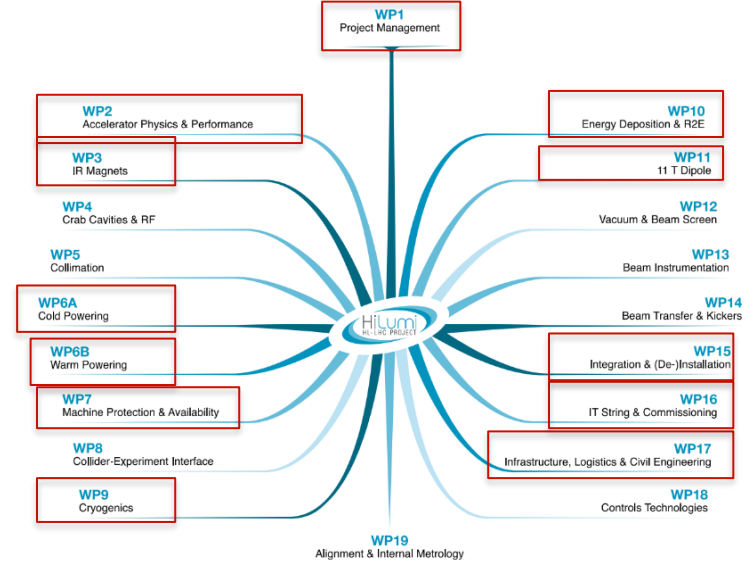 WP1
Project Management
WP2
Accelerator Physics & Performance
WP3
IR Magnets
WP4
Crab Cavities & RF
WP5
Collimation
WP6A
Cold Powering
WP6B
Warm Powering
WP7
Machine Protection & Availability
WP8
Collider-Experiment Interface
WP9
Cryogenics
HiLumi
HL-LHC PROJECT
WP10
Energy Deposition & R2E
WP11
11 T Dipole
WP12
Vacuum & Beam Screen
WP13
Beam Instrumentation
WP14
Beam Transfer & Kickers
WP15
Integration & (De-)Installation
WP16
IT String & Commissioning
WP17
Infrastructure, Logistics & Civil Engineering
WP18
Controls Technologies
WP19
Alignment & Internal Metrology